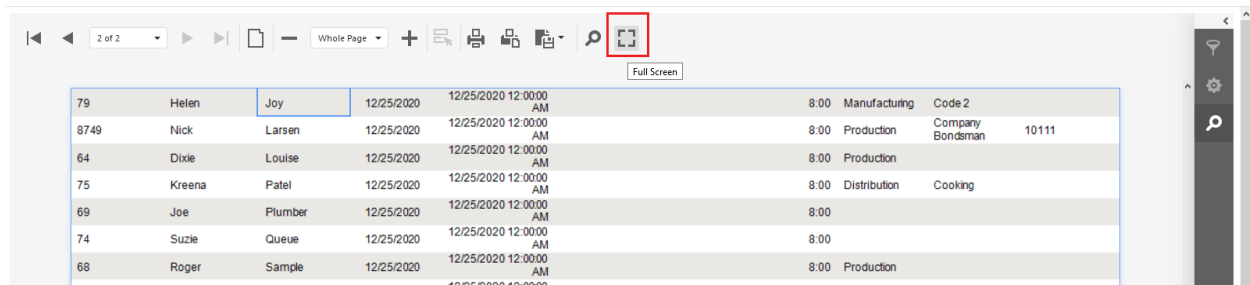 2 of 2 Whole Page
Full Screen
79 Helen Joy 12/25/2020 12/25/2020 12:00:00 AM 8:00 Manufacturing Code 2
8749 Nick Larsen 12/25/2020 12/25/2020 12:00:00 AM 8:00 Production Company Bondsman 10111
64 Dixie Louise 12/25/2020 12/25/2020 12:00:00 AM 8:00 Production
75 Kreena Patel 12/25/2020 12/25/2020 12:00:00 AM 8:00 Distribution Cooking
69 Joe Plumber 12/25/2020 12/25/2020 12:00:00 AM 8:00
74 Suzie Queue 12/25/2020 12/25/2020 12:00:00 AM 8:00
68 Roger Sample 12/25/2020 12/25/2020 12:00:00 AM 8:00 Production